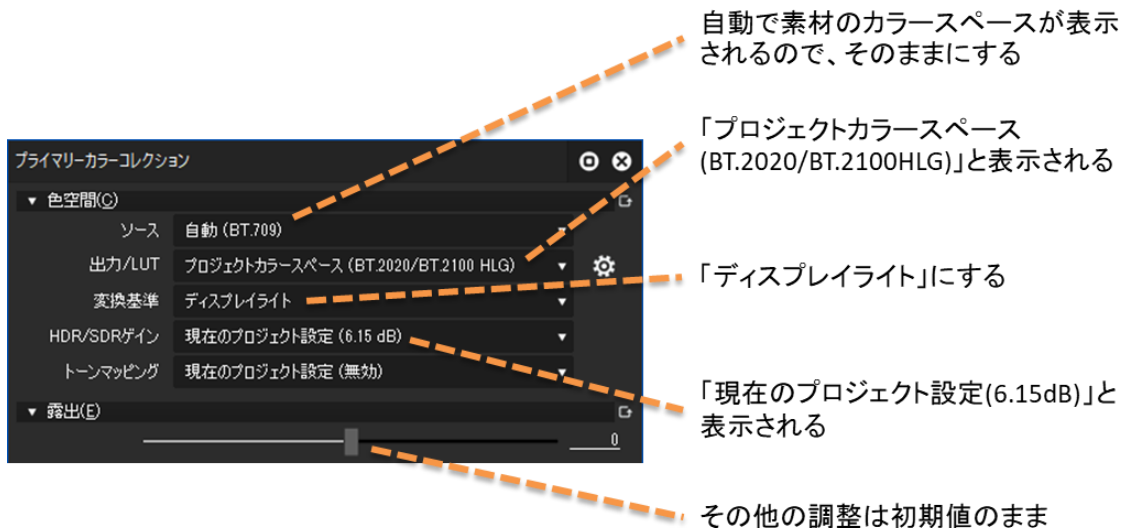 自動で素材のカラースペースが表示
されるので、そのままにする
「プロジェクトカラースペース
(BT.2020/BT.2100HLG)」と表示される
プライマリーカラーコレクション
▼ 色空間(C)
ソース 自動 (BT.709)
出力/LUT プロジェクトカラースペース (BT.2020/BT.2100 HLG)
変換基準 ディスプレイライト
「ディスプレイライト」にする
HDR/SDRゲイン 現在のプロジェクト設定 (6.15 dB)
トーンマッピング 現在のプロジェクト設定 (無効)
「現在のプロジェクト設定(6.15dB)」と
表示される
▼ 露出(E)
0
その他の調整は初期値のまま